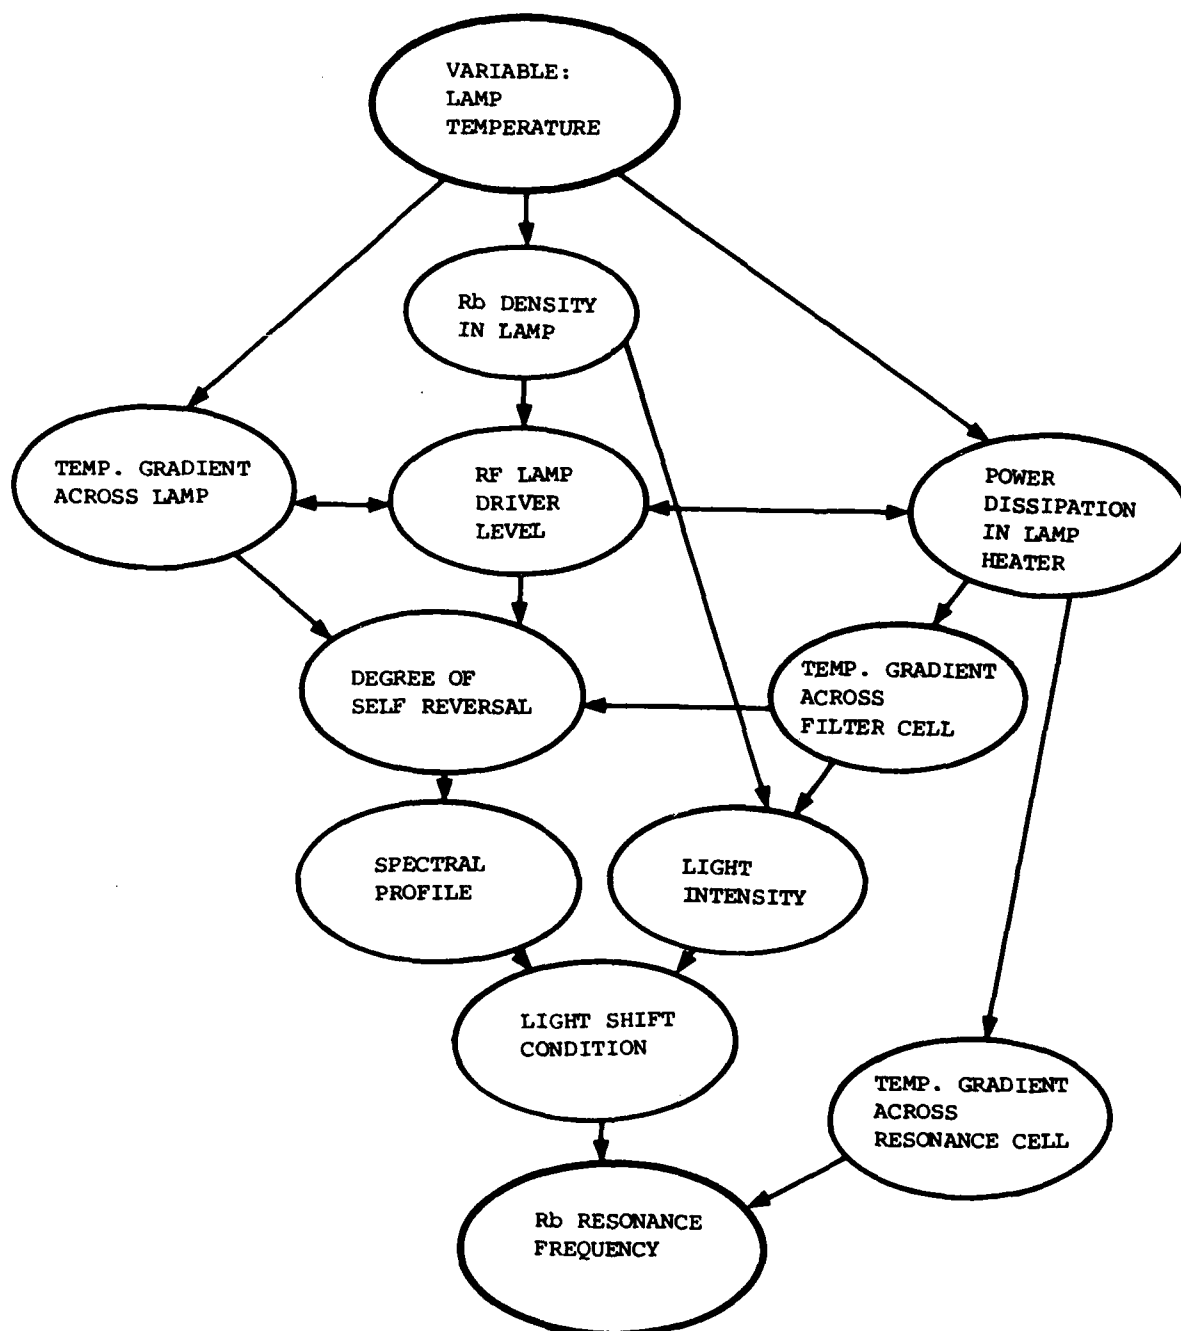 VARIABLE:
LAMP
TEMPERATURE
Rb DENSITY
IN LAMP
TEMP. GRADIENT
ACROSS LAMP
RF LAMP
DRIVER
LEVEL
POWER
DISSIPATION
IN LAMP
HEATER
DEGREE OF
SELF REVERSAL
TEMP. GRADIENT
ACROSS
FILTER CELL
SPECTRAL
PROFILE
LIGHT
INTENSITY
LIGHT SHIFT
CONDITION
TEMP. GRADIENT
ACROSS
RESONANCE CELL
Rb RESONANCE
FREQUENCY